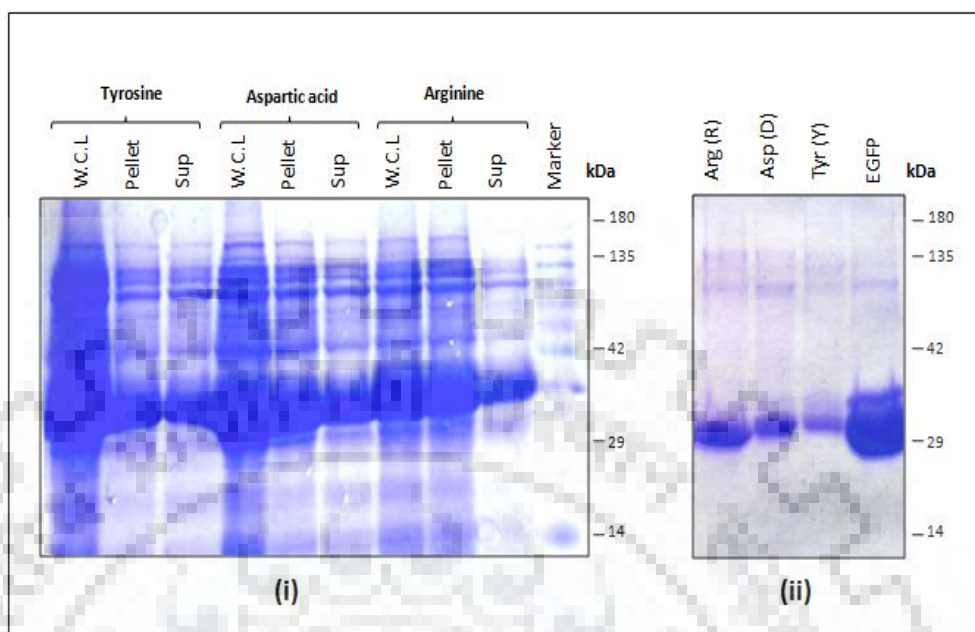 Tyrosine Aspartic acid Arginine
W.C.L Pellet Sup W.C.L Pellet Sup W.C.L Pellet Sup Marker kDa
180
135
42
29
14
(i)
Arg (R) Asp (D) Tyr (Y) EGFP kDa
180
135
42
29
14
(ii)